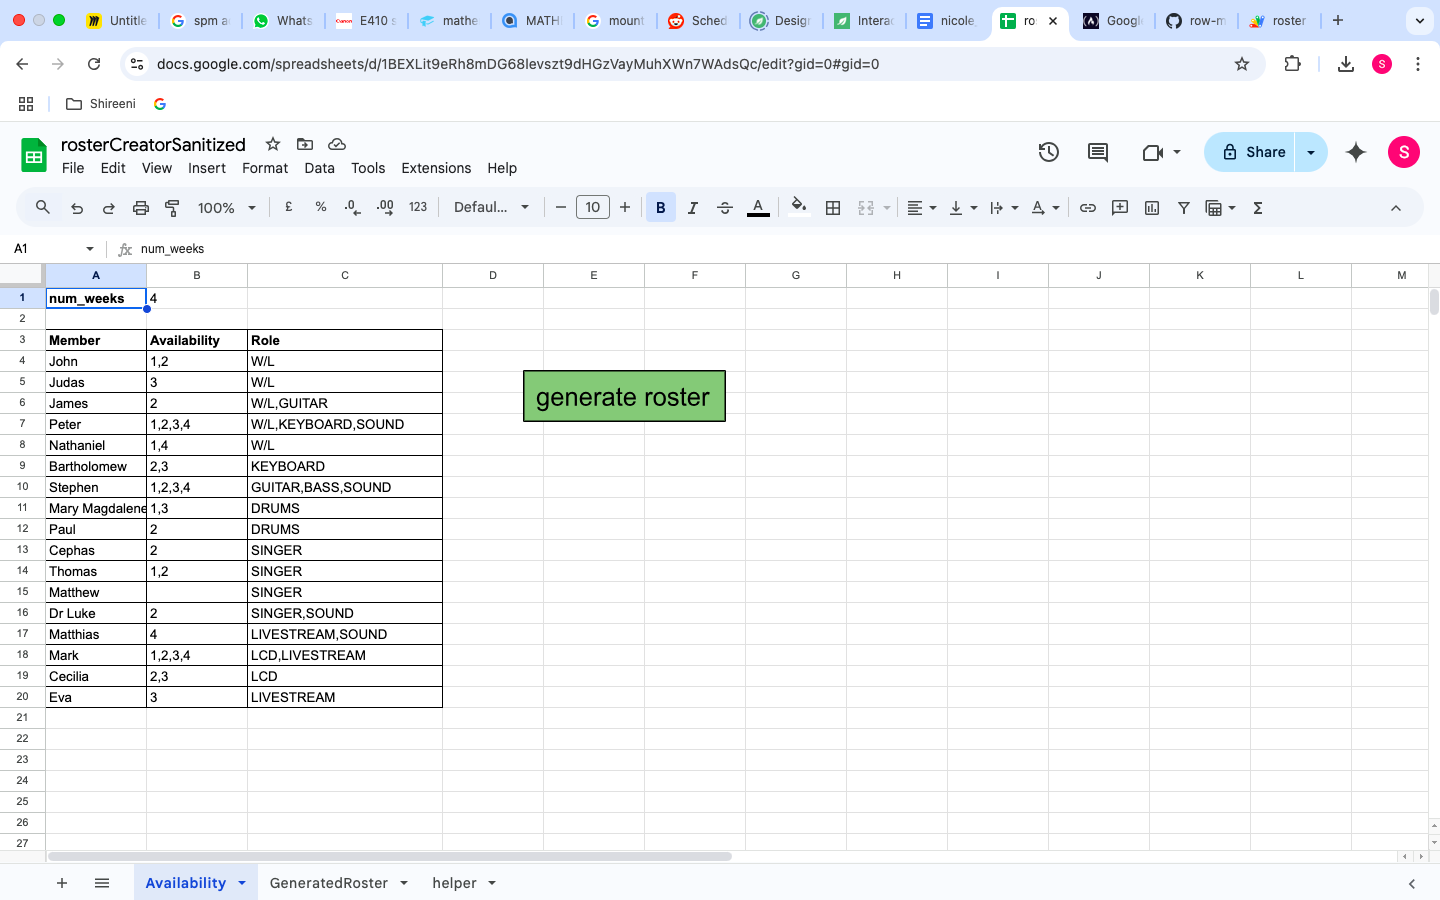 Untitle
spm a
Whats
Canon E410 s
mathe
MATH
mount
Sched
Design
Interac
nicole_
ro
Google
row-m
roster
docs.google.com/spreadsheets/d/1BEXLit9eRh8mDG68Ievszt9dHGzVayMuhXWn7WAdsQc/edit?gid=0#gid=0
S
Shireeni
rosterCreatorSanitized
File Edit View Insert Format Data Tools Extensions Help
Share
S
100% £ % .0 .00 123 Defaul... 10 B I S A
A1 fx num_weeks
A B C D E F G H I J K L M
1 num_weeks 4
2
3 Member Availability Role
4 John 1,2 W/L
5 Judas 3 W/L
6 James 2 W/L,GUITAR
generate roster
7 Peter 1,2,3,4 W/L,KEYBOARD,SOUND
8 Nathaniel 1,4 W/L
9 Bartholomew 2,3 KEYBOARD
10 Stephen 1,2,3,4 GUITAR,BASS,SOUND
11 Mary Magdalene 1,3 DRUMS
12 Paul 2 DRUMS
13 Cephas 2 SINGER
14 Thomas 1,2 SINGER
15 Matthew SINGER
16 Dr Luke 2 SINGER,SOUND
17 Matthias 4 LIVESTREAM,SOUND
18 Mark 1,2,3,4 LCD,LIVESTREAM
19 Cecilia 2,3 LCD
20 Eva 3 LIVESTREAM
21
22
23
24
25
26
27
Availability GeneratedRoster helper